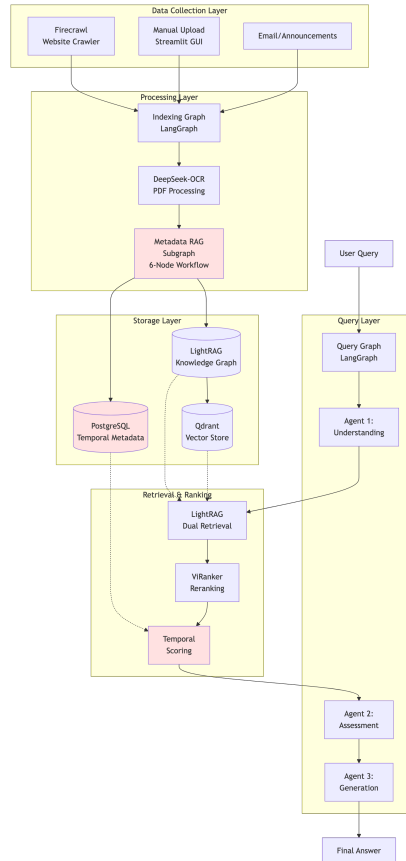 Data Collection Layer
Firecrawl
Website Crawler
Manual Upload
Streamlit GUI
Email/Announcements
Processing Layer
Indexing Graph
LangGraph
DeepSeek-OCR
PDF Processing
Metadata RAG
Subgraph
6-Node Workflow
User Query
Storage Layer
LightRAG
Knowledge Graph
PostgreSQL
Temporal Metadata
Qdrant
Vector Store
Query Layer
Query Graph
LangGraph
Agent 1:
Understanding
Retrieval & Ranking
LightRAG
Dual Retrieval
ViRanker
Reranking
Temporal
Scoring
Agent 2:
Assessment
Agent 3:
Generation
Final Answer